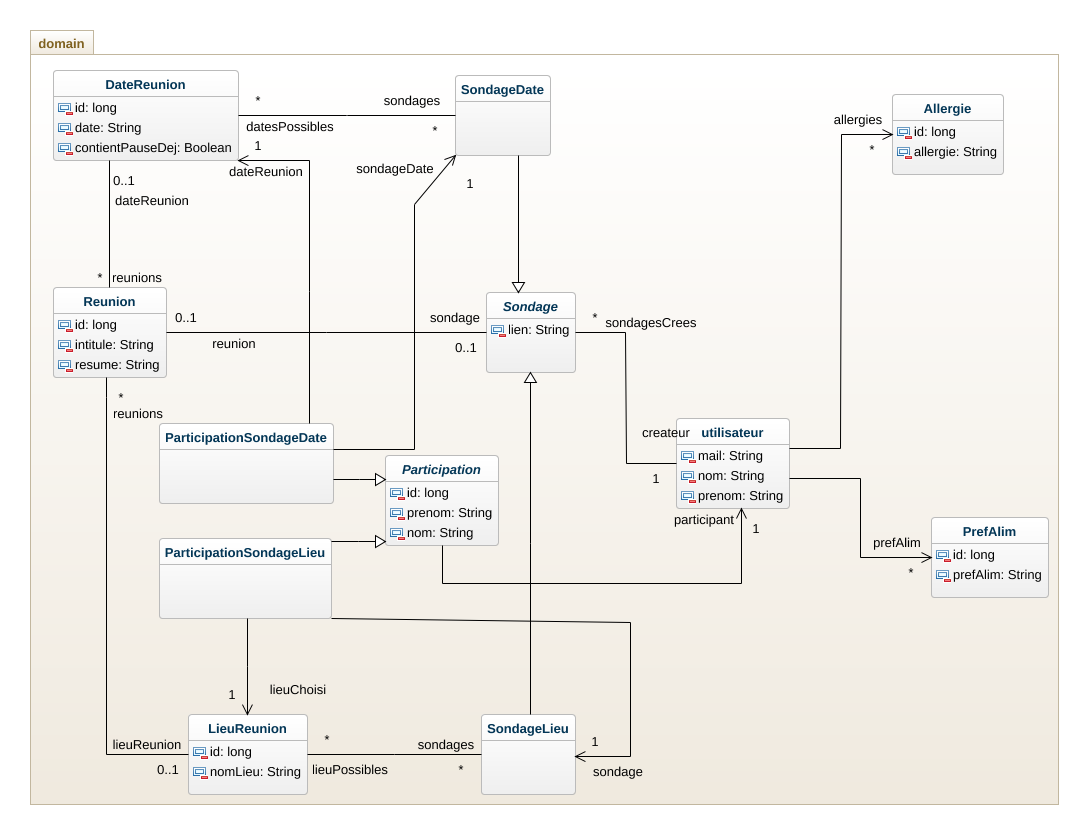 domain
DateReunion
id: long
date: String
contientPauseDej: Boolean
*
datesPossibles
sondages
*
SondageDate
1
dateReunion
sondageDate
1
Allergie
id: long
allergie: String
allergies
*
0..1
dateReunion
* reunions
Reunion
id: long
intitule: String
resume: String
0..1
reunion
sondage
0..1
Sondage
lien: String
* sondagesCrees
*
reunions
createur
1
utilisateur
mail: String
nom: String
prenom: String
ParticipationSondageDate
Participation
id: long
prenom: String
nom: String
participant
1
prefAlim
*
PrefAlim
id: long
prefAlim: String
ParticipationSondageLieu
1 lieuChoisi
lieuReunion
0..1
LieuReunion
id: long
nomLieu: String
*
lieuPossibles
sondages
*
SondageLieu
1
sondage